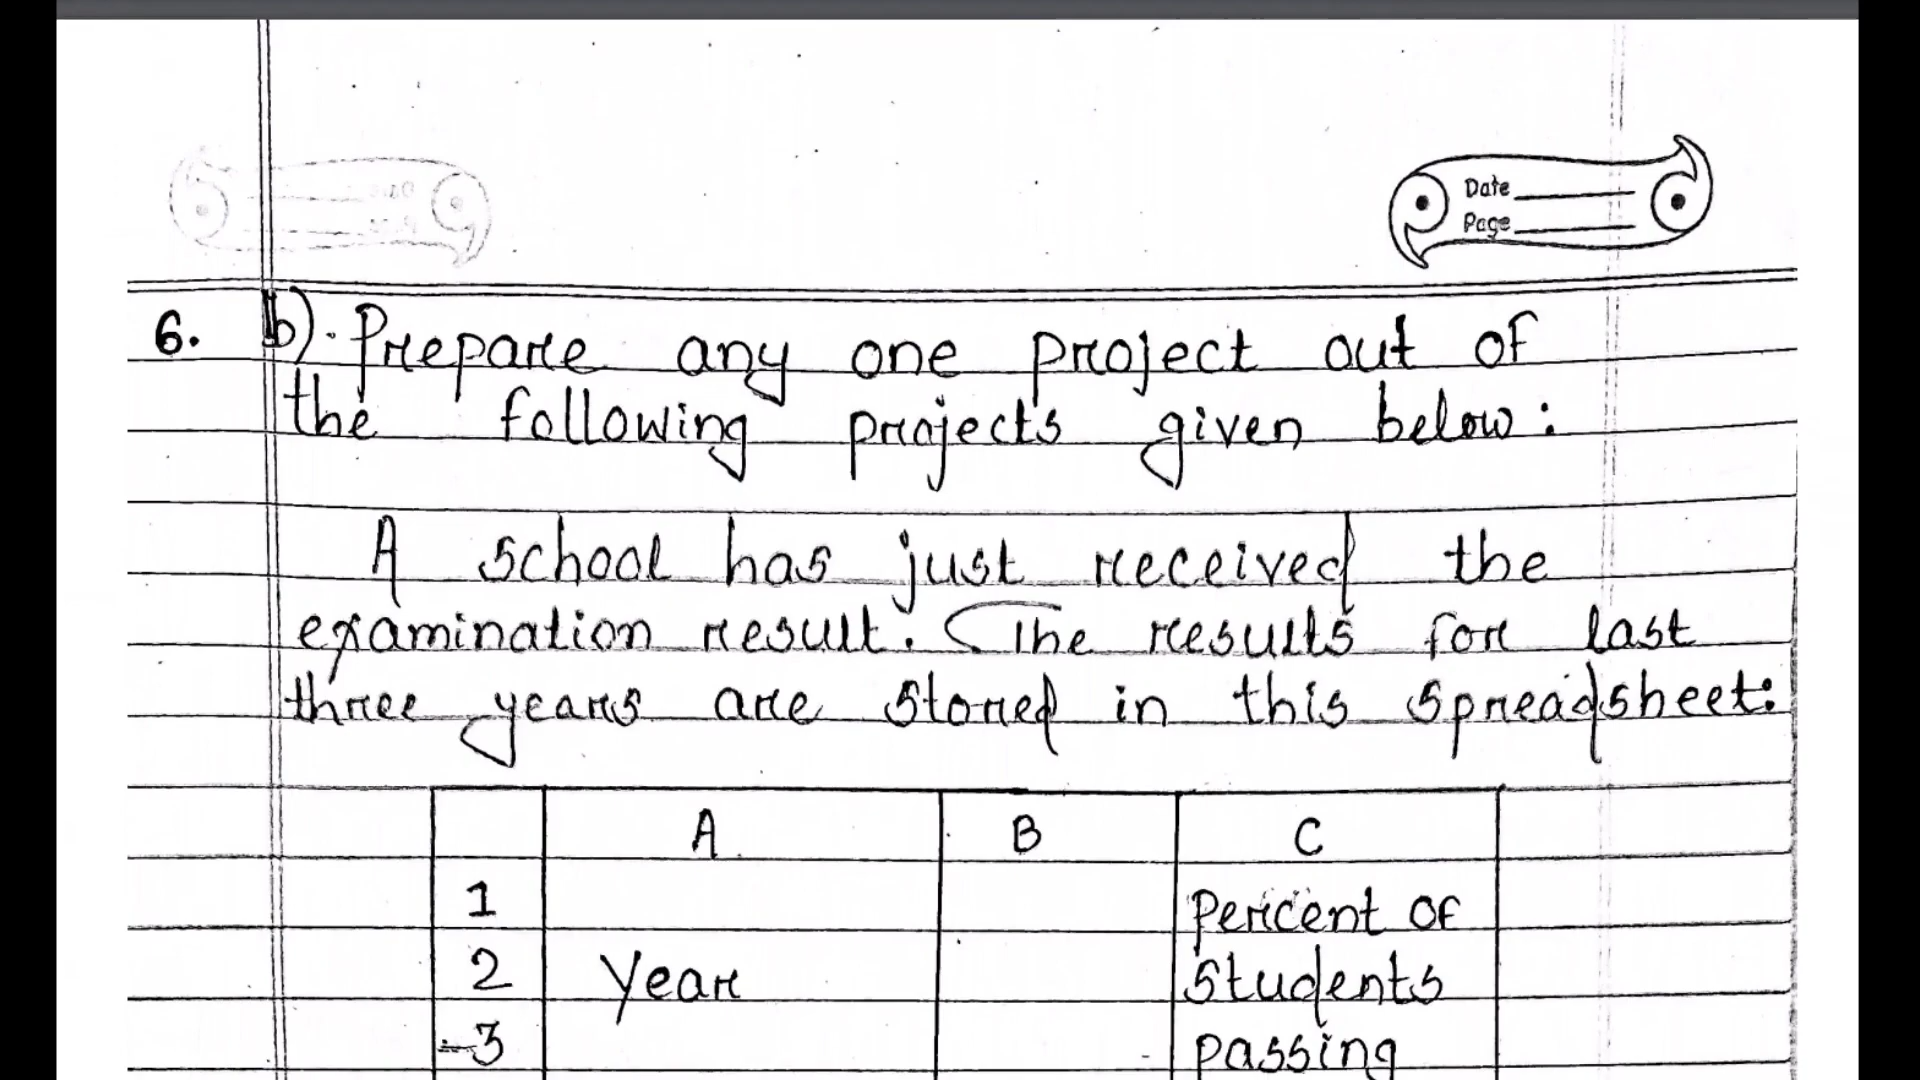 Date
Page
6. b). Prepare any one project out of
the following projects given below:
A school has just received the
examination result. The results for last
three years are stored in this spreadsheet:
A B C
1 Percent of
2 Year Students
3 passing